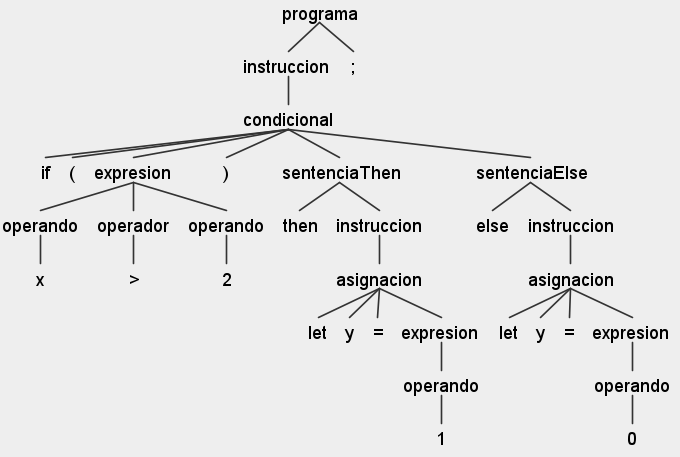 programa
instruccion ;
condicional
if ( expresion ) sentenciaThen sentenciaElse
operando operador operando then instruccion else instruccion
x > 2 asignacion asignacion
let y = expresion let y = expresion
operando operando
1 0